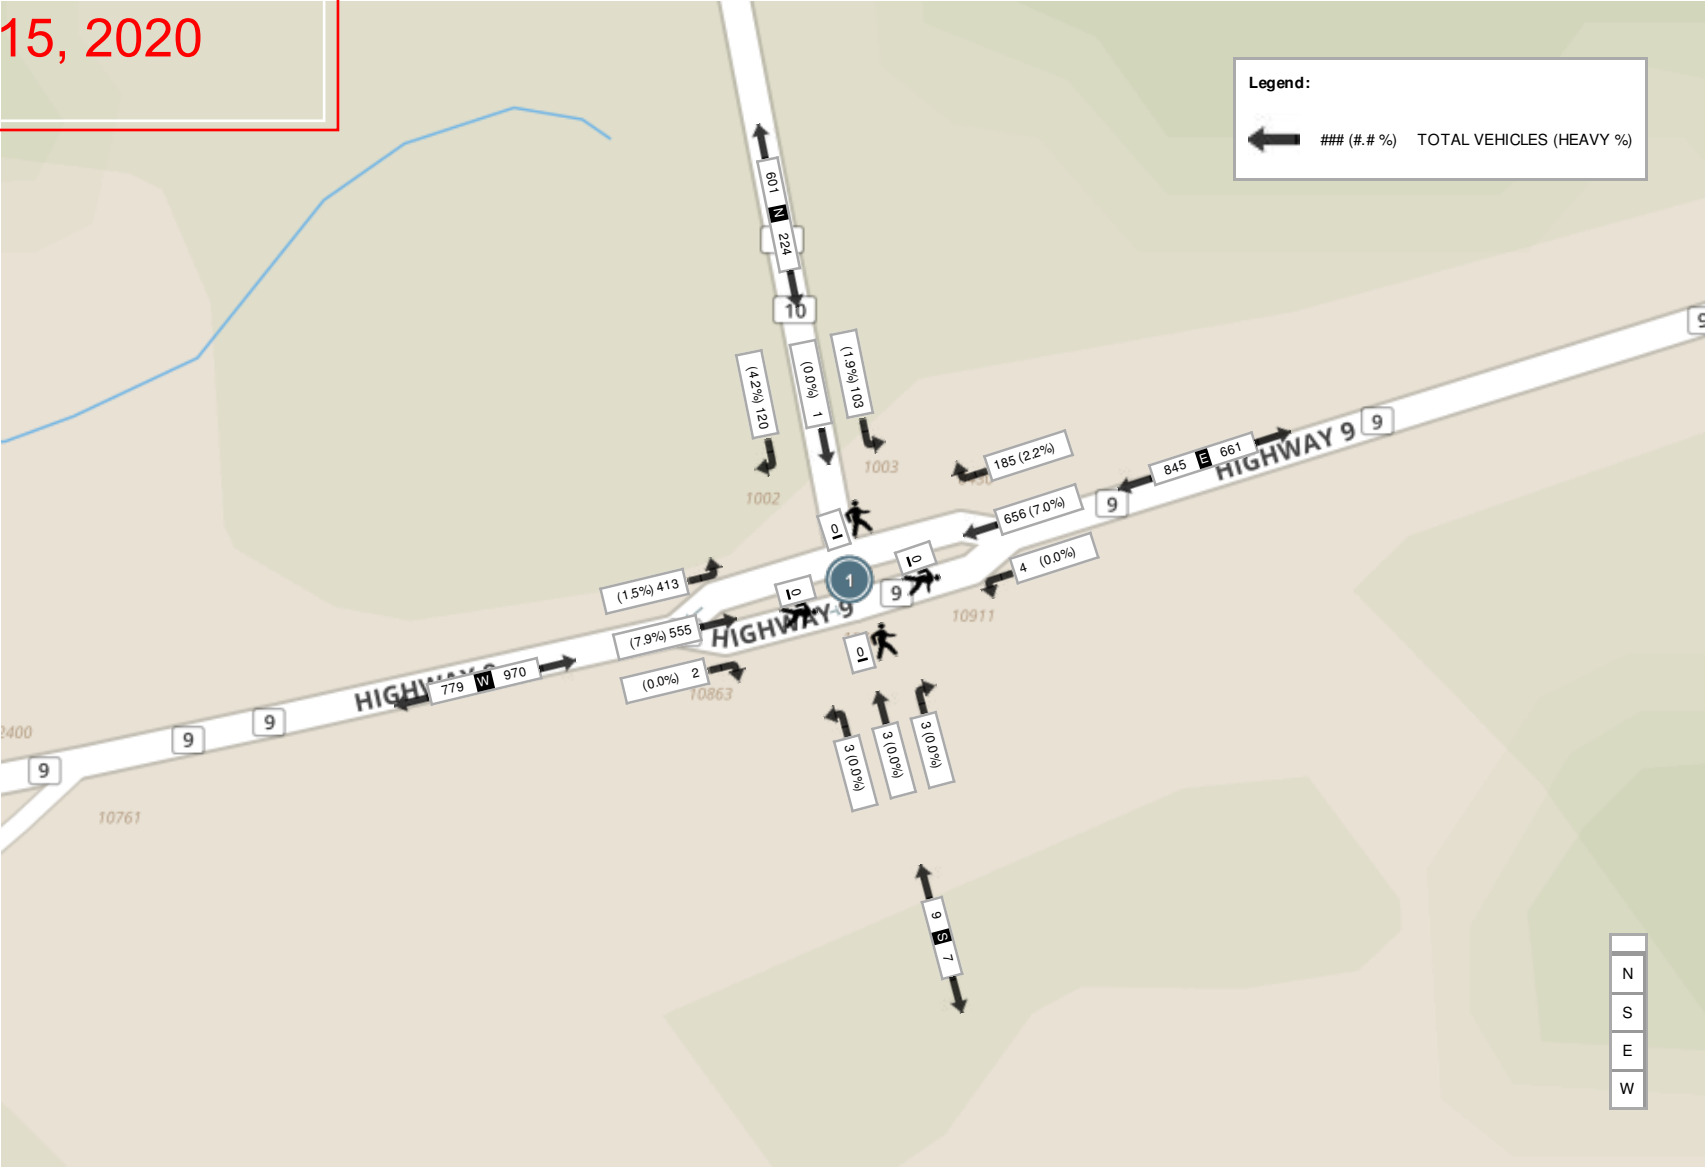 15, 2020
Legend:
### (#.# %) TOTAL VEHICLES (HEAVY %)
601 N 224
10
(4.2%) 120
(0.0%) 1
(1.9%) 103
1003
1002
185 (2.2%)
656 (7.0%)
4 (0.0%)
845 E 661
HIGHWAY 9
9
9
9
0
0
0
0
1
9
(1.5%) 413
(7.9%) 555
(0.0%) 2
HIGHWAY 9
10911
10863
779 W 970
9
9
9
2400
10761
3 (0.0%)
3 (0.0%)
3 (0.0%)
9 S 7
N
S
E
W